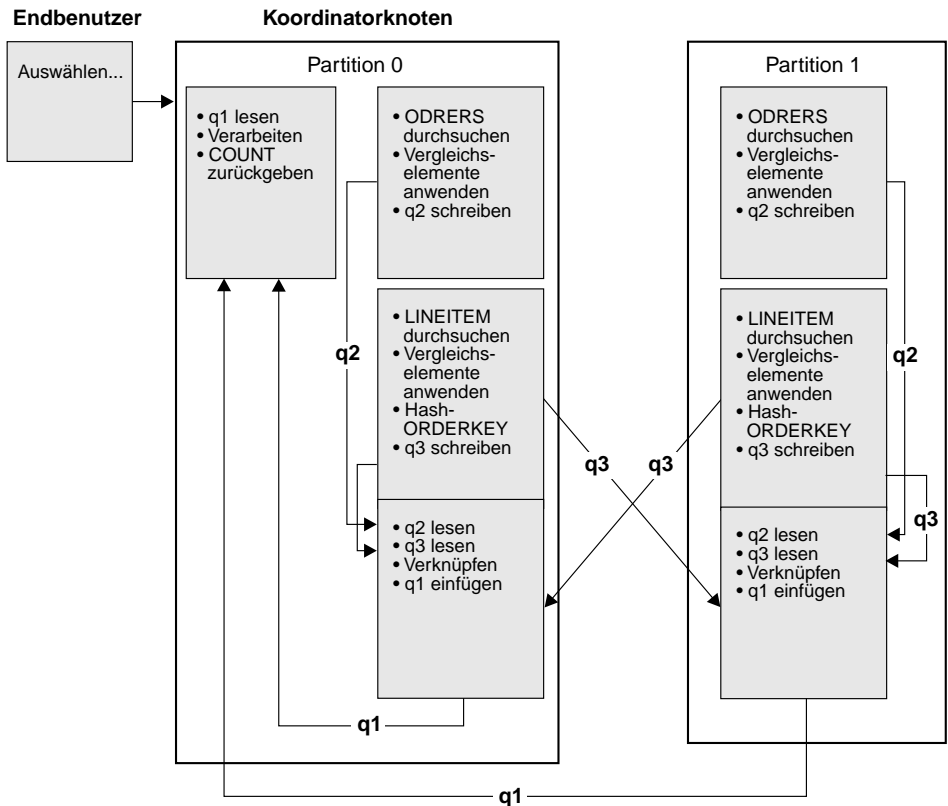 Endbenutzer
Koordinatorknoten
Auswählen...
Partition 0
• q1 lesen
• Verarbeiten
• COUNT
zurückgeben
• ODRERS
durchsuchen
• Vergleichs-
elemente
anwenden
• q2 schreiben
q2
• LINEITEM
durchsuchen
• Vergleichs-
elemente
anwenden
• Hash-
ORDERKEY
• q3 schreiben
• q2 lesen
• q3 lesen
• Verknüpfen
• q1 einfügen
q1
q3
q3
Partition 1
• ODRERS
durchsuchen
• Vergleichs-
elemente
anwenden
• q2 schreiben
q2
• LINEITEM
durchsuchen
• Vergleichs-
elemente
anwenden
• Hash-
ORDERKEY
• q3 schreiben
q3
• q2 lesen
• q3 lesen
• Verknüpfen
• q1 einfügen
q1